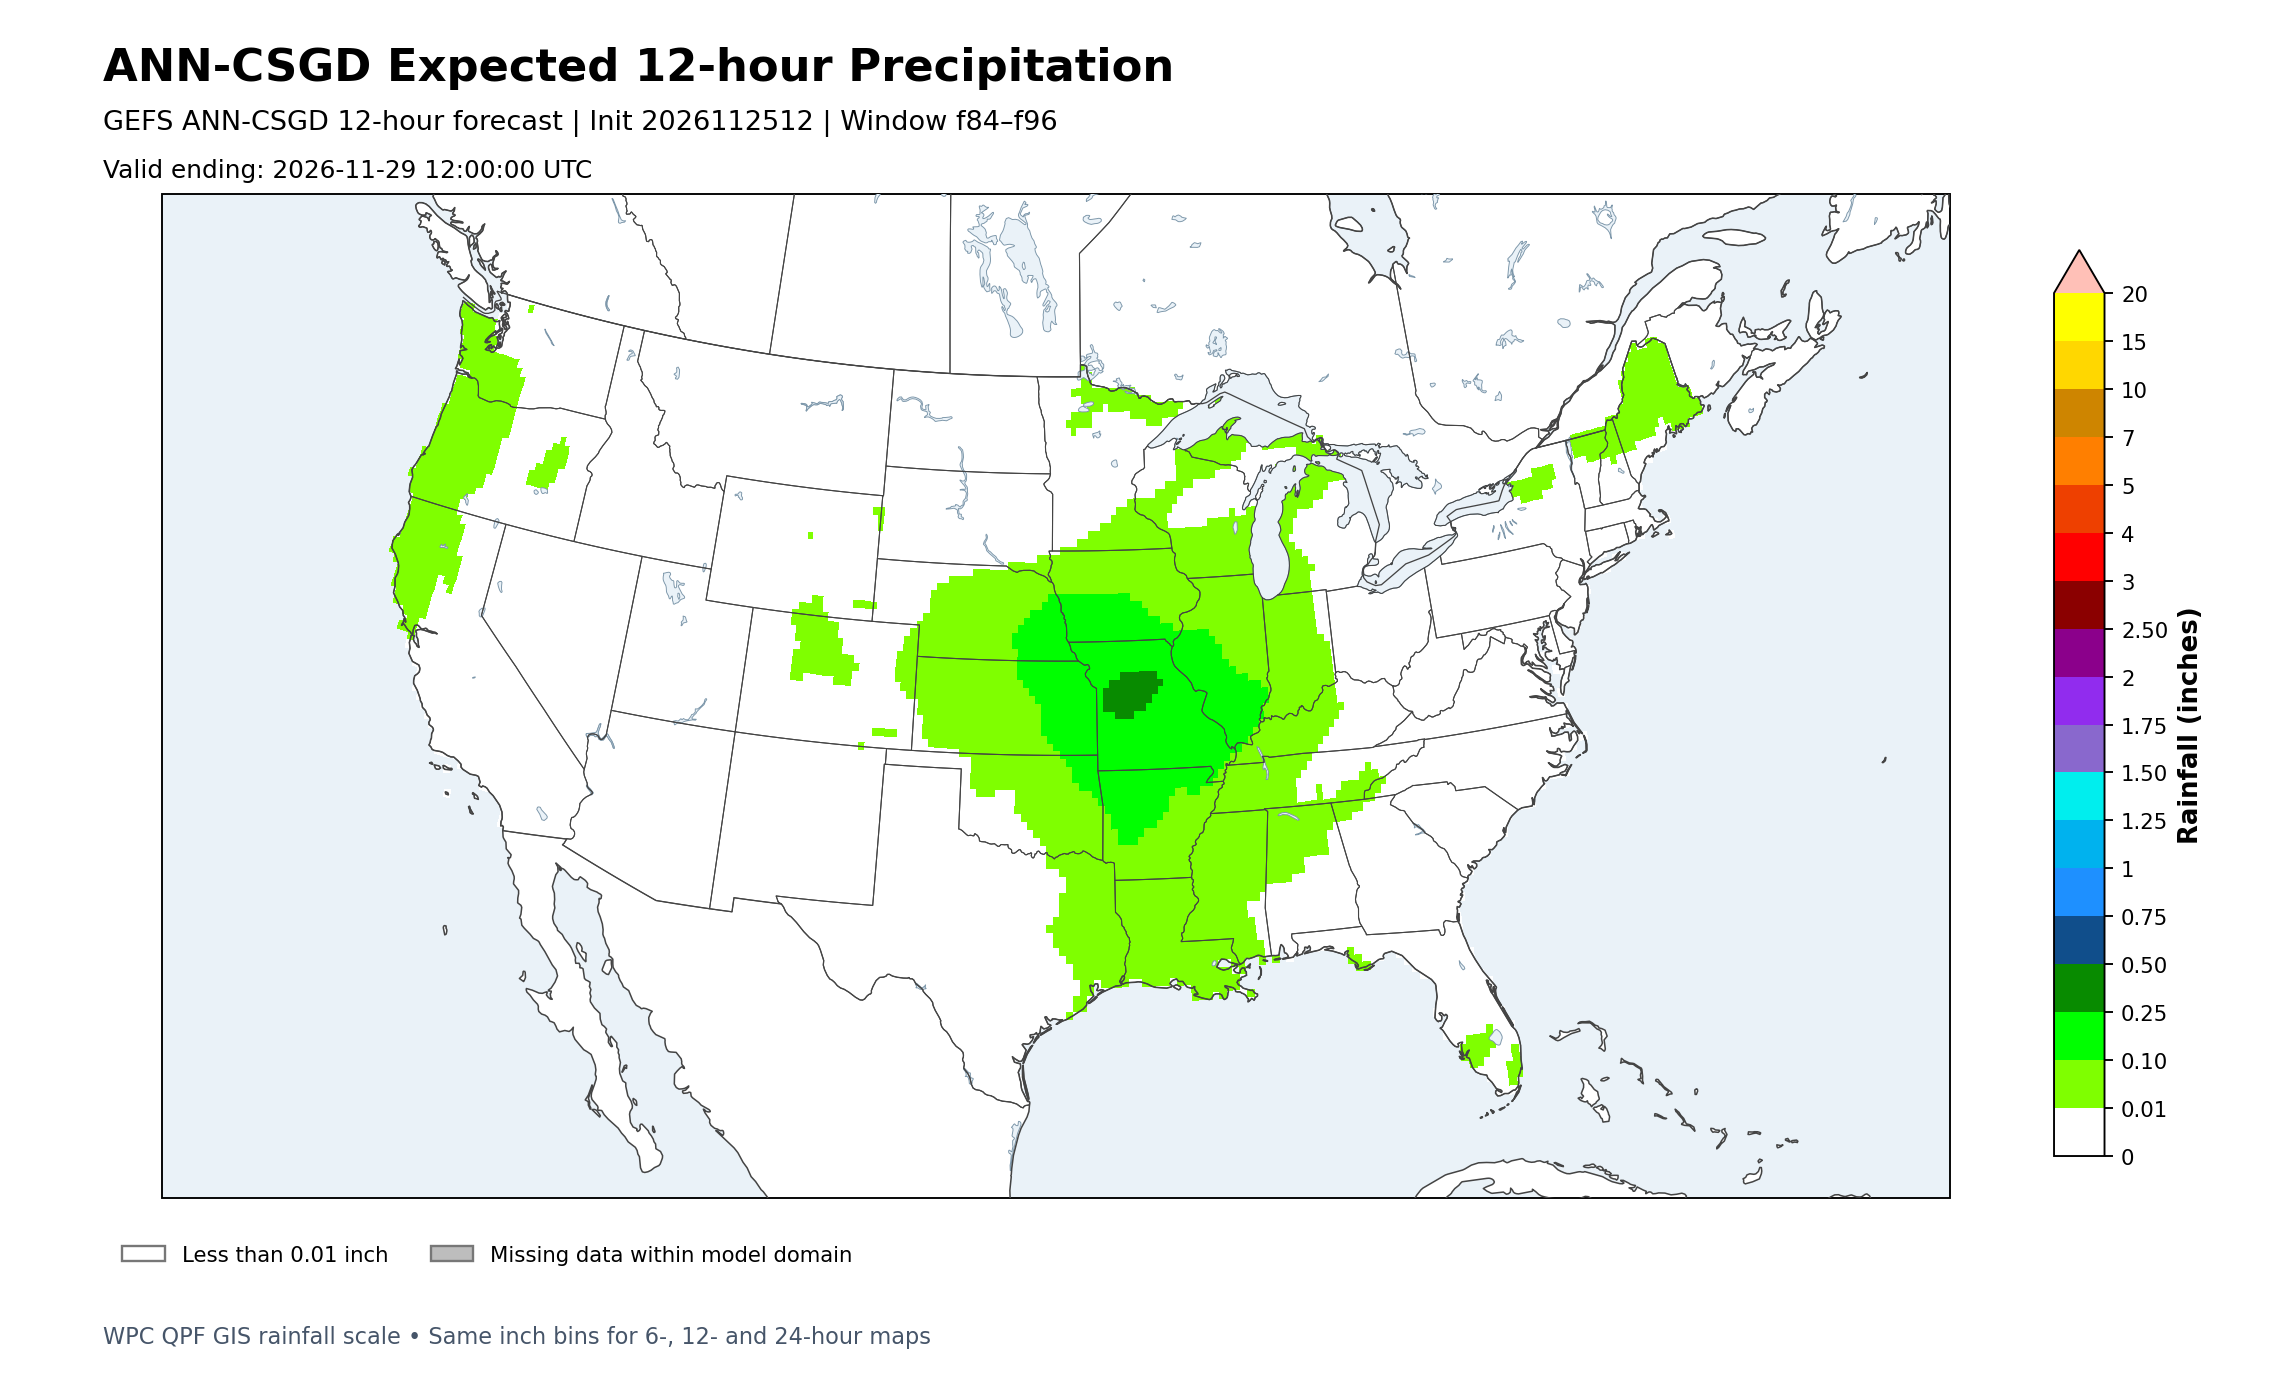 ANN-CSGD Expected 12-hour Precipitation
GEFS ANN-CSGD 12-hour forecast | Init 2026112512 | Window f84–f96
Valid ending: 2026-11-29 12:00:00 UTC
20
15
10
7
5
4
3
2.50
2
1.75
1.50
1.25
1
0.75
0.50
0.25
0.10
0.01
0
Rainfall (inches)
Less than 0.01 inch
Missing data within model domain
WPC QPF GIS rainfall scale • Same inch bins for 6-, 12- and 24-hour maps